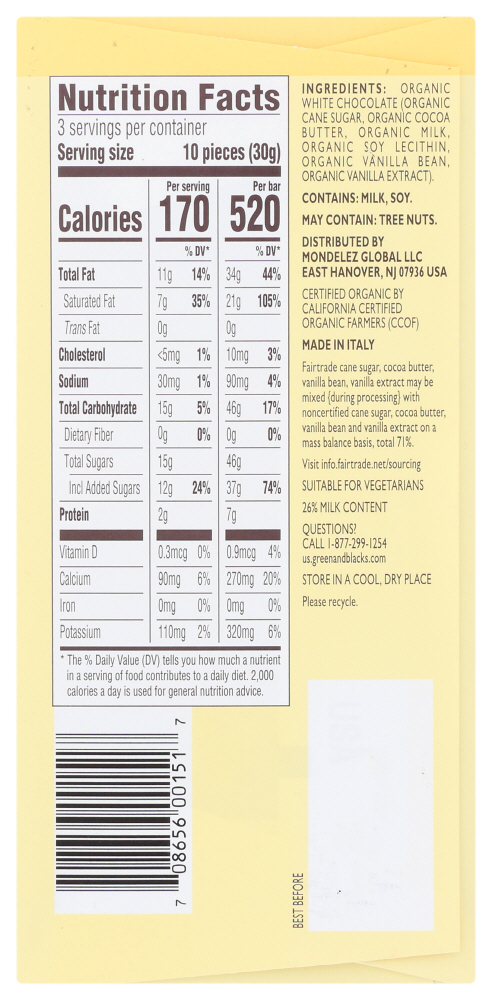 Nutrition Facts
3 servings per container
Serving size 10 pieces (30g)
Per serving Per bar
Calories 170 520
% DV* % DV*
Total Fat 11g 14% 34g 44%
Saturated Fat 7g 35% 21g 105%
Trans Fat 0g 0g
Cholesterol <5mg 1% 10mg 3%
Sodium 30mg 1% 90mg 4%
Total Carbohydrate 15g 5% 46g 17%
Dietary Fiber 0g 0% 0g 0%
Total Sugars 15g 46g
Incl Added Sugars 12g 24% 37g 74%
Protein 2g 7g
Vitamin D 0.3mcg 0% 0.9mcg 4%
Calcium 90mg 6% 270mg 20%
Iron 0mg 0% 0mg 0%
Potassium 110mg 2% 320mg 6%
* The % Daily Value (DV) tells you how much a nutrient
in a serving of food contributes to a daily diet. 2,000
calories a day is used for general nutrition advice.
7 08656 00151 7
INGREDIENTS: ORGANIC
WHITE CHOCOLATE (ORGANIC
CANE SUGAR, ORGANIC COCOA
BUTTER, ORGANIC MILK,
ORGANIC SOY LECITHIN,
ORGANIC VANILLA BEAN,
ORGANIC VANILLA EXTRACT).
CONTAINS: MILK, SOY.
MAY CONTAIN: TREE NUTS.
DISTRIBUTED BY
MONDELEZ GLOBAL LLC
EAST HANOVER, NJ 07936 USA
CERTIFIED ORGANIC BY
CALIFORNIA CERTIFIED
ORGANIC FARMERS (CCOF)
MADE IN ITALY
Fairtrade cane sugar, cocoa butter,
vanilla bean, vanilla extract may be
mixed (during processing) with
noncertified cane sugar, cocoa butter,
vanilla bean and vanilla extract on a
mass balance basis, total 71%.
Visit info.fairtrade.net/sourcing
SUITABLE FOR VEGETARIANS
26% MILK CONTENT
QUESTIONS?
CALL 1-877-299-1254
us.greenandblacks.com
STORE IN A COOL, DRY PLACE
Please recycle.
BEST BEFORE